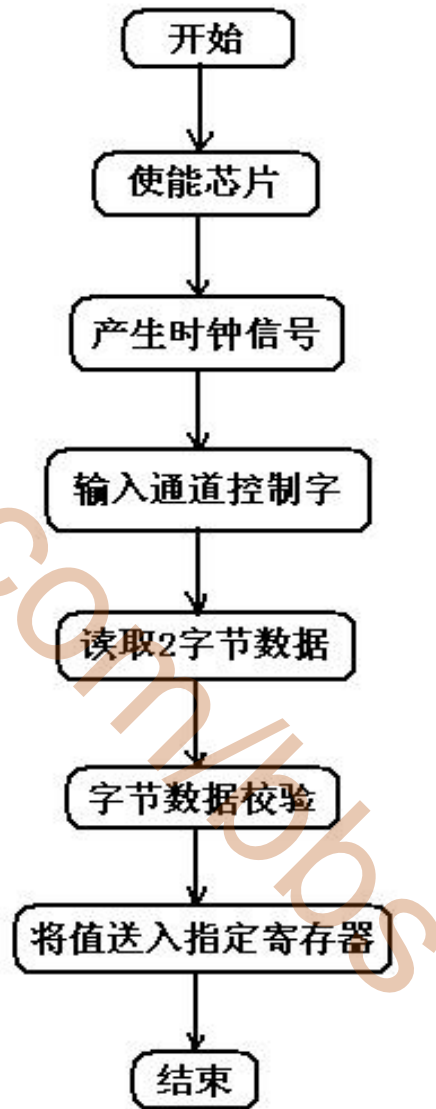 开始
使能芯片
产生时钟信号
输入通道控制字
读取2字节数据
字节数据校验
将值送入指定寄存器
结束
com/bbs